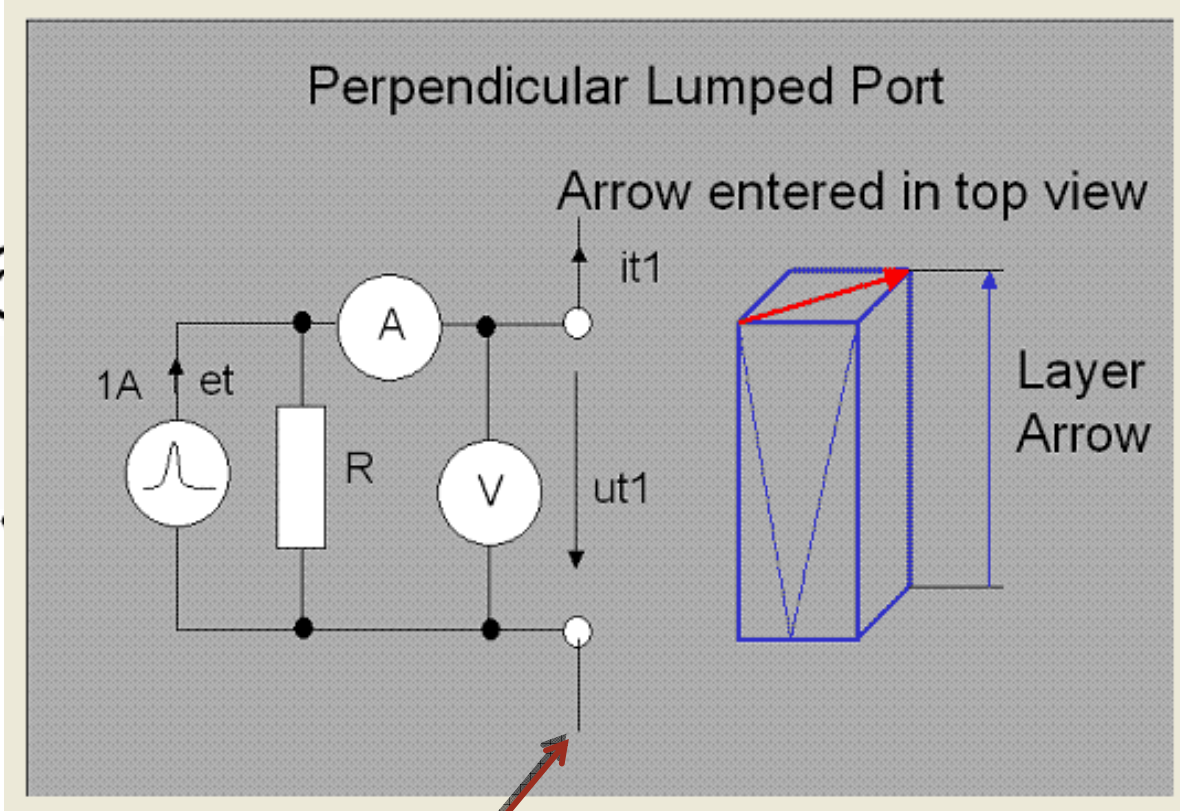 Perpendicular Lumped Port
Arrow entered in top view
it1
A
1A
et
R
V
ut1
Layer
Arrow